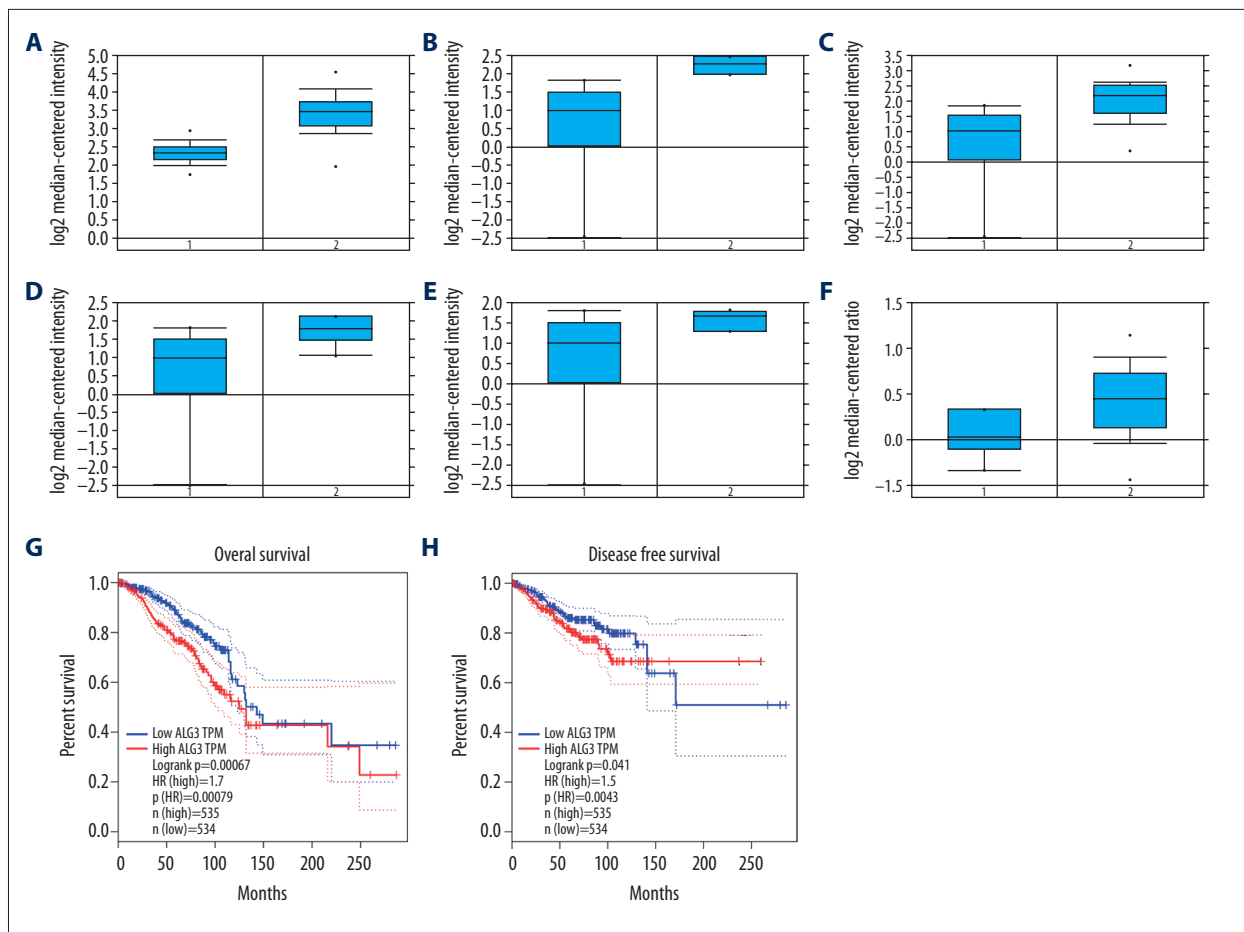 A
log2 median-centered intensity
5.0
4.5
4.0
3.5
3.0
2.5
2.0
1.5
1.0
0.5
0.0
1 2
B
log2 median-centered intensity
2.5
2.0
1.5
1.0
0.5
0.0
−0.5
−1.0
−1.5
−2.0
−2.5
1 2
C
log2 median-centered intensity
3.5
3.0
2.5
2.0
1.5
1.0
0.5
0.0
−0.5
−1.0
−1.5
−2.0
−2.5
1 2
D
log2 median-centered intensity
2.5
2.0
1.5
1.0
0.5
0.0
−0.5
−1.0
−1.5
−2.0
−2.5
2
E
log2 median-centered intensity
2.0
1.5
1.0
0.5
0.0
−0.5
−1.0
−1.5
−2.0
−2.5
1 2
F
log2 median-centered ratio
1.5
1.0
0.5
0.0
−1.5
1 2
G
Overal survival
Percent survival
1.0
0.8
0.6
0.4
0.2
0.0
Low ALG3 TPM
High ALG3 TPM
Logrank p=0.00067
HR (high)=1.7
p (HR)=0.00079
n (high)=535
n (low)=534
0 50 100 150 200 250
Months
H
Disease free survival
Percent survival
1.0
0.8
0.6
0.4
0.2
0.0
Low ALG3 TPM
High ALG3 TPM
Logrank p=0.041
HR (high)=1.5
p (HR)=0.0043
n (high)=535
n (low)=534
0 50 100 150 200 250
Months